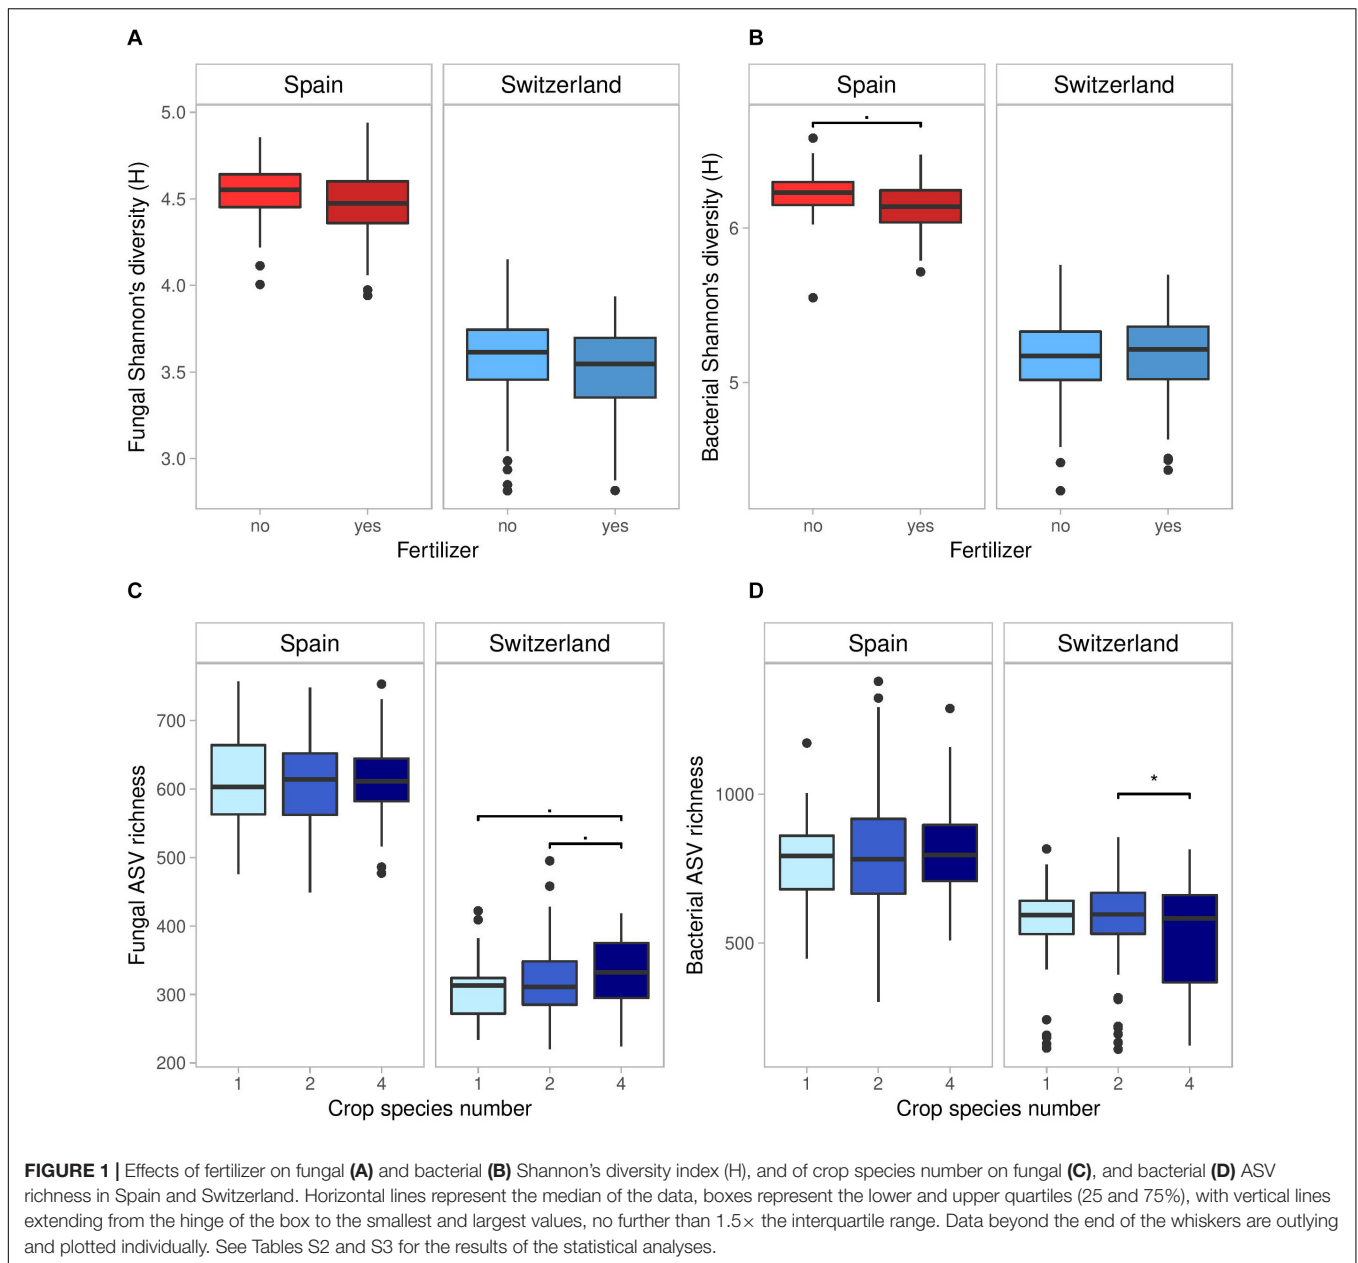 A
B
Spain
Switzerland
Spain
Switzerland
Fungal Shannon's diversity (H)
5.0
4.5
4.0
3.5
3.0
Bacterial Shannon's diversity (H)
6
5
.
no
yes
no
yes
no
yes
no
yes
Fertilizer
Fertilizer
C
D
Spain
Switzerland
Spain
Switzerland
Fungal ASV richness
700
600
500
400
300
200
.
.
Bacterial ASV richness
1000
500
*
1
2
4
1
2
4
1
2
4
1
2
4
Crop species number
Crop species number
FIGURE 1 | Effects of fertilizer on fungal (A) and bacterial (B) Shannon's diversity index (H), and of crop species number on fungal (C), and bacterial (D) ASV
richness in Spain and Switzerland. Horizontal lines represent the median of the data, boxes represent the lower and upper quartiles (25 and 75%), with vertical lines
extending from the hinge of the box to the smallest and largest values, no further than 1.5× the interquartile range. Data beyond the end of the whiskers are outlying
and plotted individually. See Tables S2 and S3 for the results of the statistical analyses.